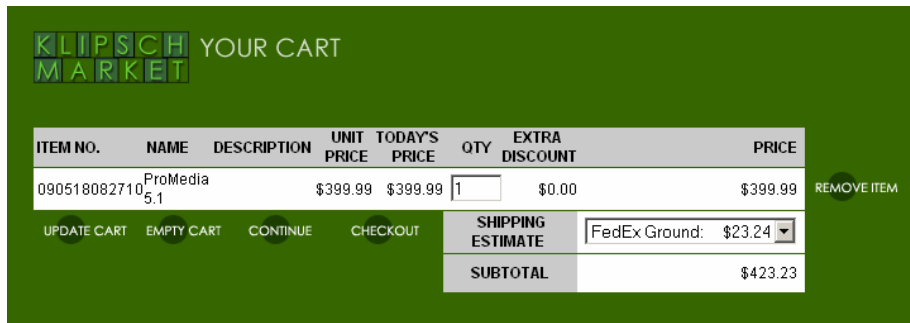 KLIPSCH MARKET YOUR CART
ITEM NO. NAME DESCRIPTION UNIT PRICE TODAY'S PRICE QTY EXTRA DISCOUNT PRICE
090518082710 ProMedia 5.1 $399.99 $399.99 1 $0.00 $399.99 REMOVE ITEM
UPDATE CART EMPTY CART CONTINUE CHECKOUT SHIPPING ESTIMATE FedEx Ground: $23.24
SUBTOTAL $423.23